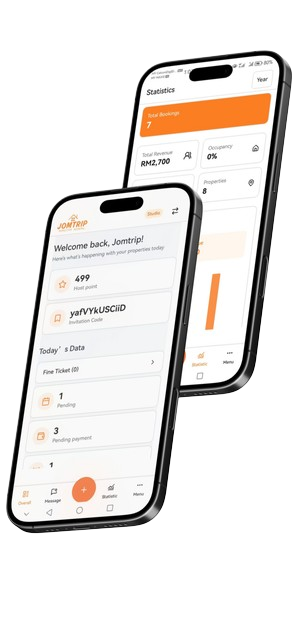 80%
Statistics
Year
Total Bookings
7
Total Revenue
RM2,700
Occupancy
0%
Properties
8
Statistic
Menu
JOMTRIP
Studio
Welcome back, Jomtrip!
Here's what's happening with your properties today
499
Host point
yafVYkUSCiiD
Invitation Code
Today's Data
Fine Ticket (0)
1
Pending
3
Pending payment
1
Overall
Message
+
Statistic
Menu